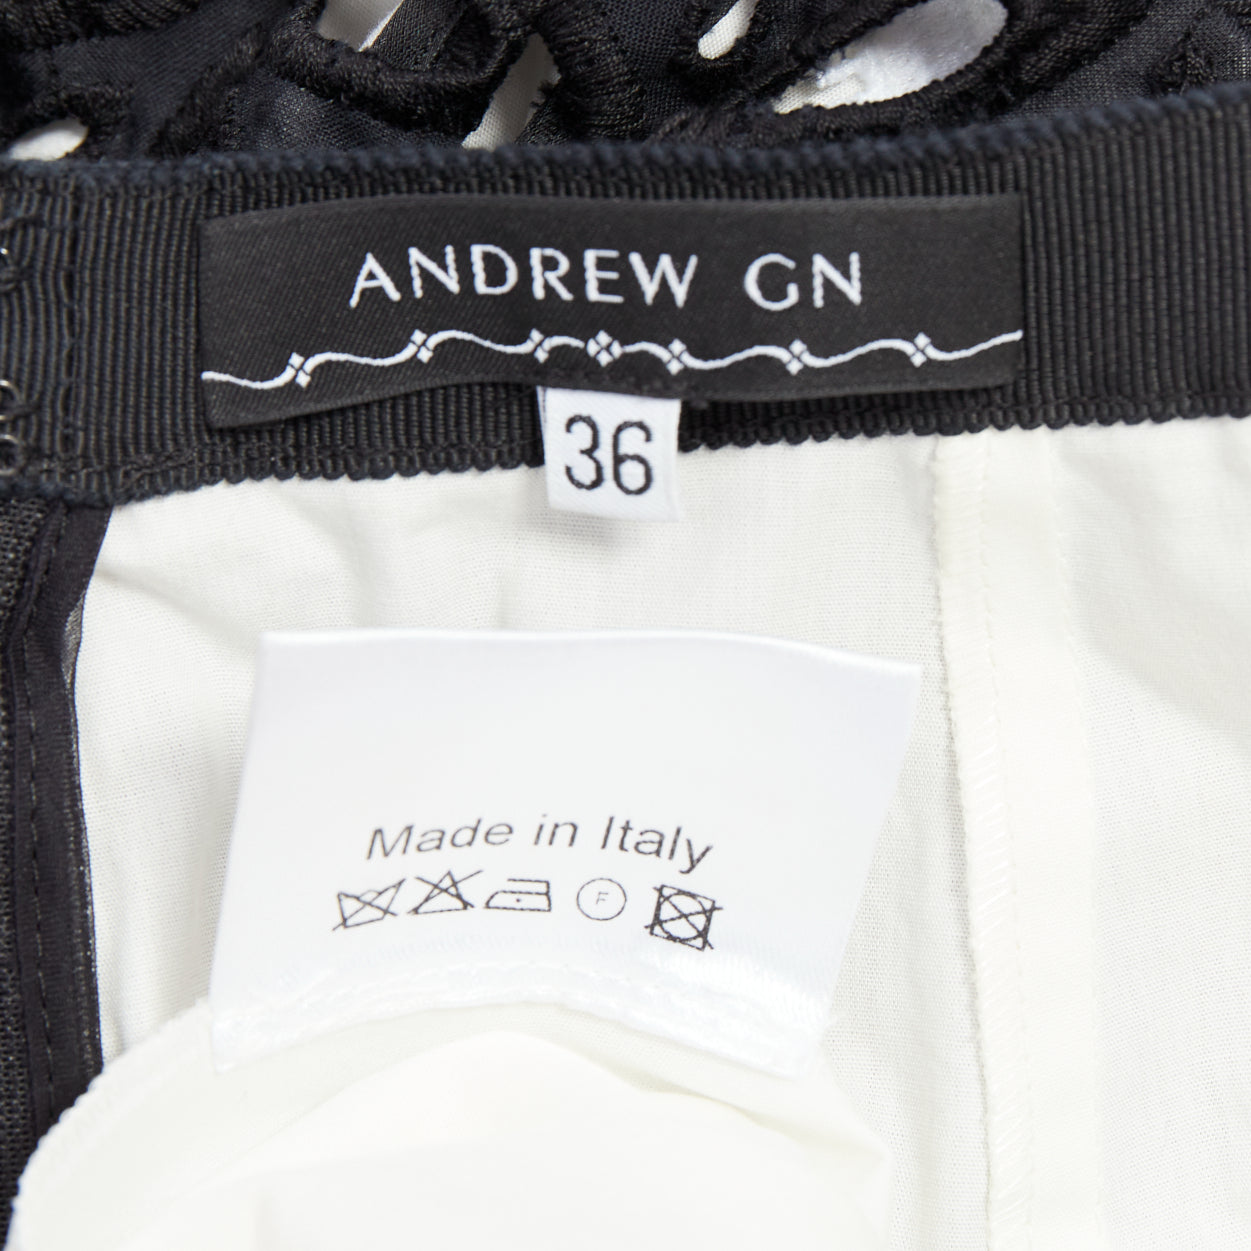 ANDREW GN
36
Made in Italy
F